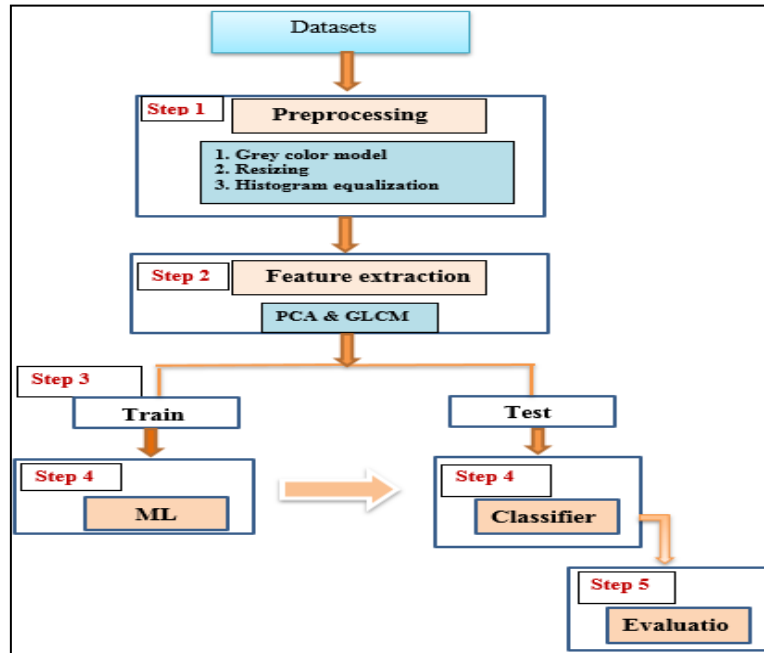 Datasets
Step 1
Preprocessing
1. Grey color model
2. Resizing
3. Histogram equalization
Step 2
Feature extraction
PCA & GLCM
Step 3
Train
Test
Step 4
ML
Step 4
Classifier
Step 5
Evaluatio